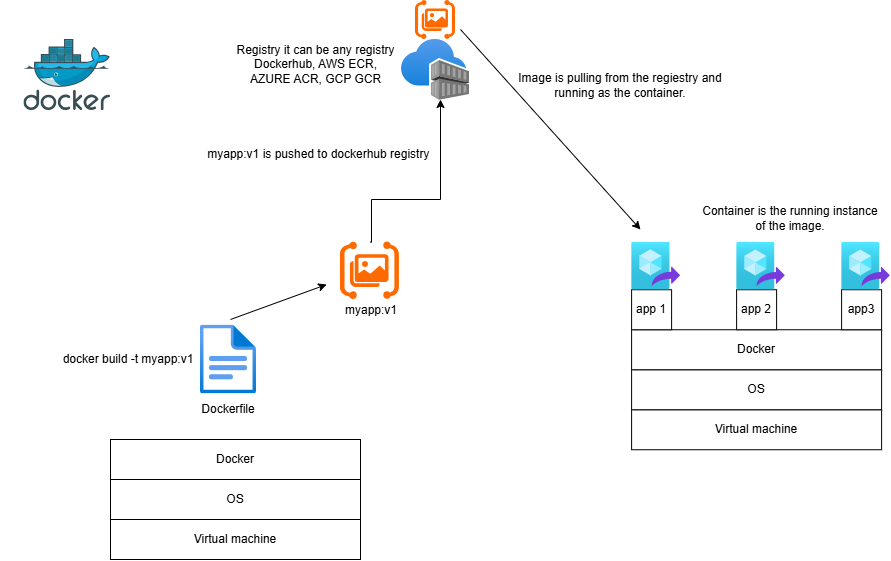 docker
Registry it can be any registry
Dockerhub, AWS ECR,
AZURE ACR, GCP GCR
Image is pulling from the regiestry and
running as the container.
myapp:v1 is pushed to dockerhub registry
Container is the running instance
of the image.
myapp:v1
docker build -t myapp:v1
Dockerfile
Docker
OS
Virtual machine
app 1
app 2
app3
Docker
OS
Virtual machine